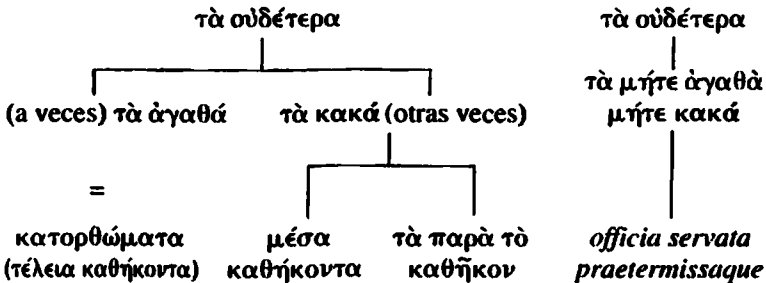 τὰ οὐδέτερα τὰ οὐδέτερα
τὰ μήτε ἀγαθὰ
(a veces) τὰ ἀγαθά τὰ κακά (otras veces) μήτε κακά
=
κατορθώματα μέσα τὰ παρὰ τὸ officia servata
(τέλεια καθήκοντα) καθήκοντα καθῆκον praetermissaque